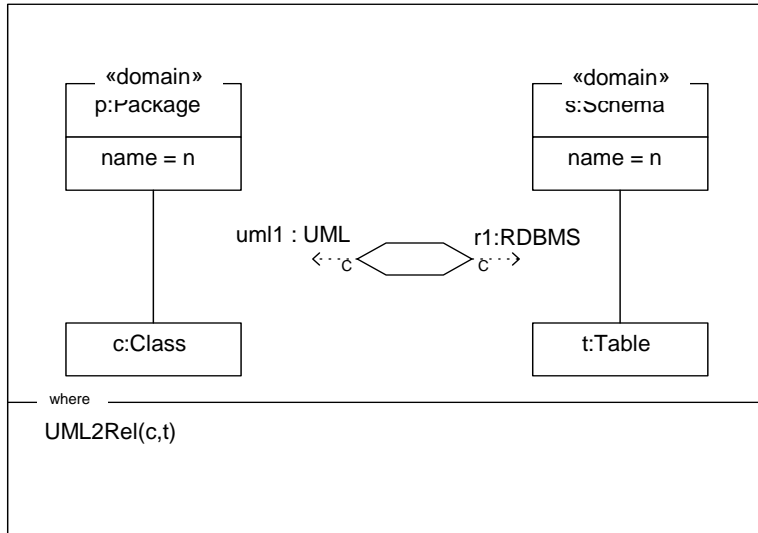 «domain»
p:Package
name = n
«domain»
s:Schema
name = n
uml1 : UML
C
r1:RDBMS
C
c:Class
t:Table
where
UML2Rel(c,t)